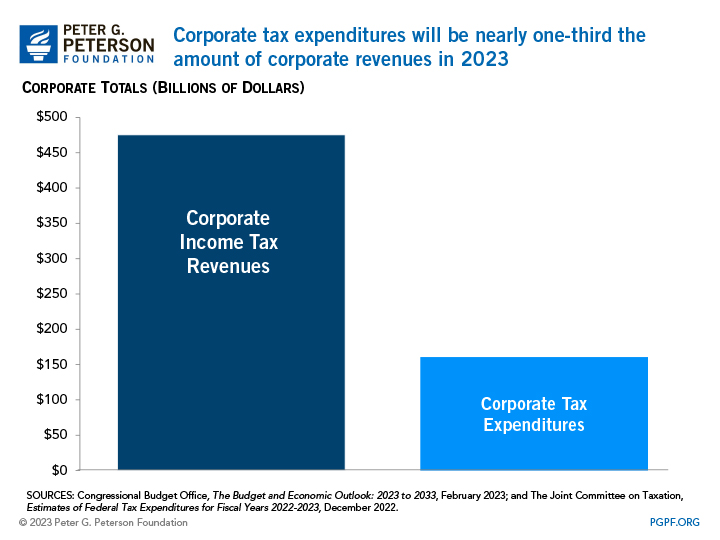 PETER G.
PETERSON
FOUNDATION
Corporate tax expenditures will be nearly one-third the
amount of corporate revenues in 2023
CORPORATE TOTALS (BILLIONS OF DOLLARS)
$500
$450
$400
$350
$300
$250
$200
$150
$100
$50
$0
Corporate
Income Tax
Revenues
Corporate Tax
Expenditures
SOURCES: Congressional Budget Office, The Budget and Economic Outlook: 2023 to 2033, February 2023; and The Joint Committee on Taxation,
Estimates of Federal Tax Expenditures for Fiscal Years 2022-2023, December 2022.
© 2023 Peter G. Peterson Foundation
PGPF.ORG